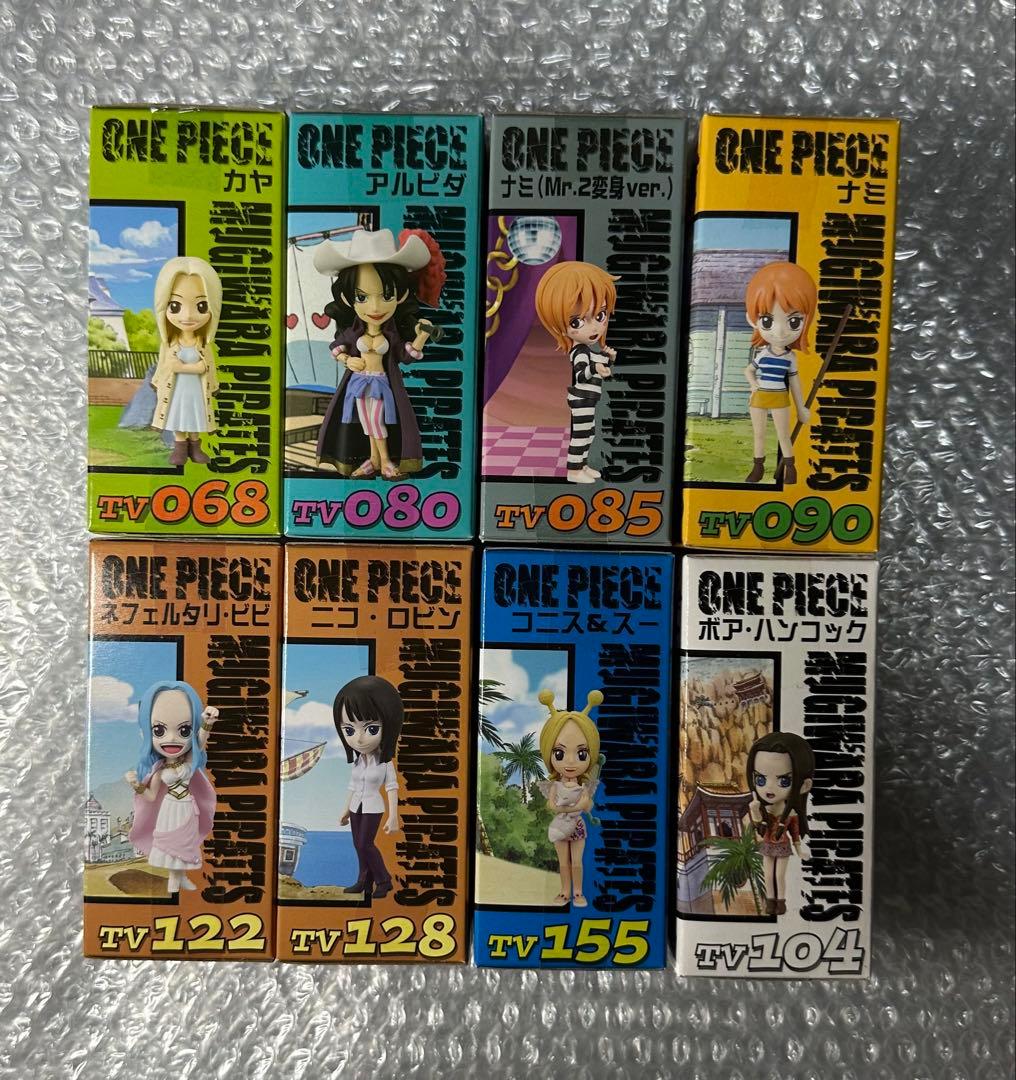 ONE PIECE
カヤ
MUGIWARA PIRATES
TV068
ONE PIECE
アルビダ
MUGIWARA PIRATES
TV080
ONE PIECE
ナミ(Mr.2変身ver.)
MUGIWARA PIRATES
TV085
ONE PIECE
ナミ
MUGIWARA PIRATES
TV090
ONE PIECE
ネフェルタリ・ビビ
MUGIWARA PIRATES
TV122
ONE PIECE
ニコ・ロビン
MUGIWARA PIRATES
TV128
ONE PIECE
コニス&スー
MUGIWARA PIRATES
TV155
ONE PIECE
ボア・ハンコック
MUGIWARA PIRATES
TV104